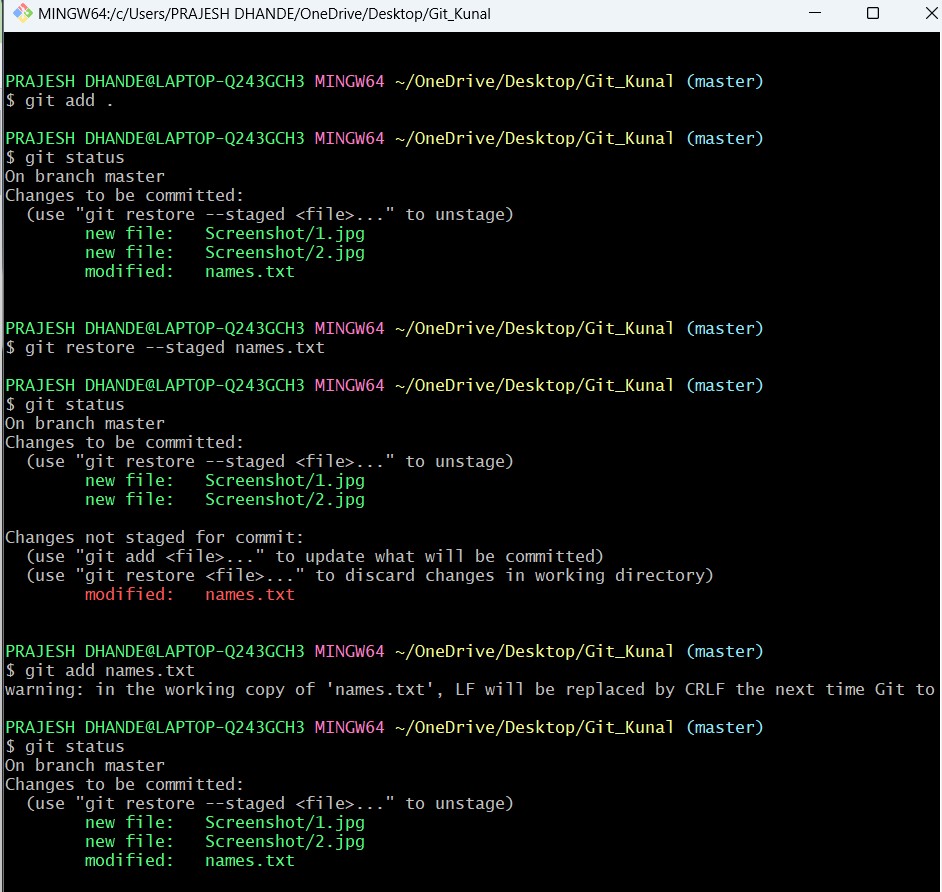 MINGW64:/c/Users/PRAJESH DHANDE/OneDrive/Desktop/Git_Kunal
PRAJESH DHANDE@LAPTOP-Q243GCH3 MINGW64 ~/OneDrive/Desktop/Git_Kunal (master)
$ git add .
PRAJESH DHANDE@LAPTOP-Q243GCH3 MINGW64 ~/OneDrive/Desktop/Git_Kunal (master)
$ git status
On branch master
Changes to be committed:
  (use "git restore --staged <file>..." to unstage)
        new file:   Screenshot/1.jpg
        new file:   Screenshot/2.jpg
        modified:   names.txt
PRAJESH DHANDE@LAPTOP-Q243GCH3 MINGW64 ~/OneDrive/Desktop/Git_Kunal (master)
$ git restore --staged names.txt
PRAJESH DHANDE@LAPTOP-Q243GCH3 MINGW64 ~/OneDrive/Desktop/Git_Kunal (master)
$ git status
On branch master
Changes to be committed:
  (use "git restore --staged <file>..." to unstage)
        new file:   Screenshot/1.jpg
        new file:   Screenshot/2.jpg
Changes not staged for commit:
  (use "git add <file>..." to update what will be committed)
  (use "git restore <file>..." to discard changes in working directory)
        modified:   names.txt
PRAJESH DHANDE@LAPTOP-Q243GCH3 MINGW64 ~/OneDrive/Desktop/Git_Kunal (master)
$ git add names.txt
warning: in the working copy of 'names.txt', LF will be replaced by CRLF the next time Git to
PRAJESH DHANDE@LAPTOP-Q243GCH3 MINGW64 ~/OneDrive/Desktop/Git_Kunal (master)
$ git status
On branch master
Changes to be committed:
  (use "git restore --staged <file>..." to unstage)
        new file:   Screenshot/1.jpg
        new file:   Screenshot/2.jpg
        modified:   names.txt